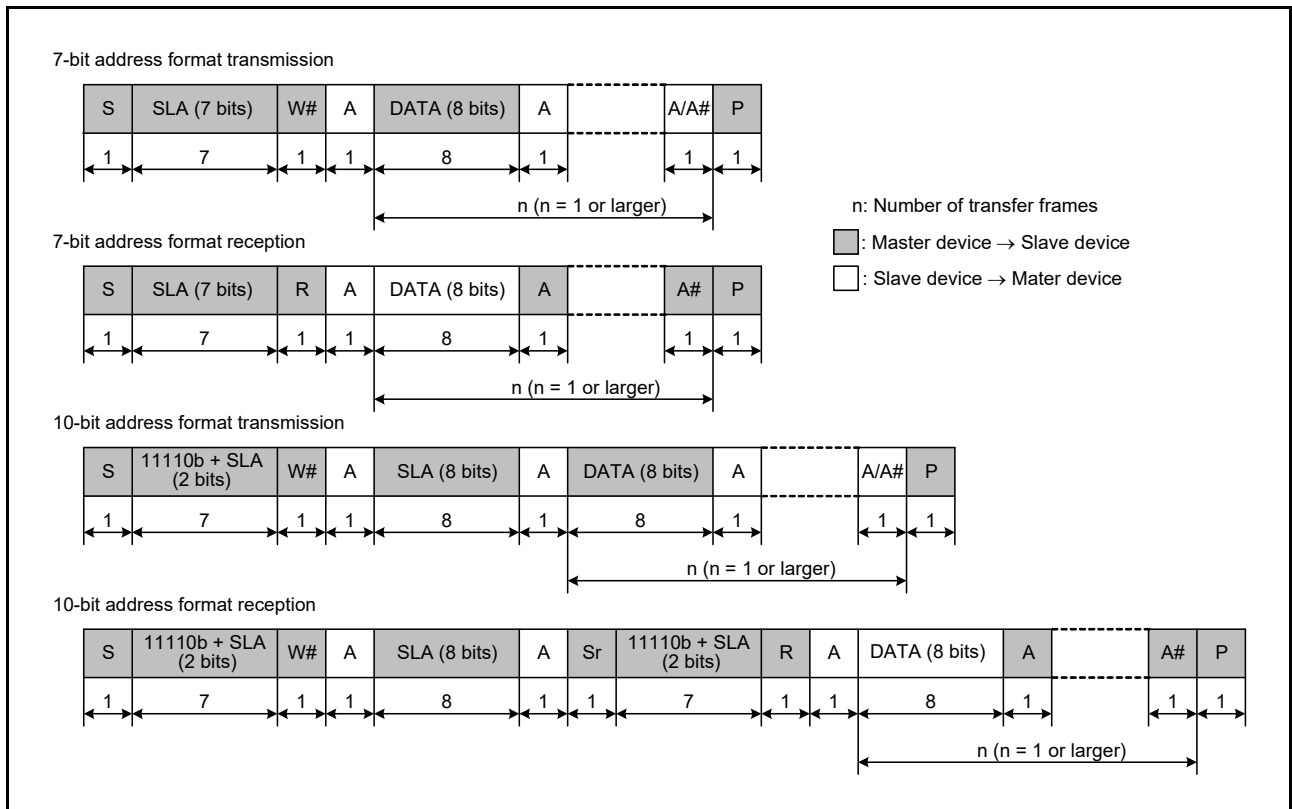 7-bit address format transmission
S SLA (7 bits) W# A DATA (8 bits) A A/A# P
1 7 1 1 8 1 1 1
n (n = 1 or larger)
n: Number of transfer frames
: Master device → Slave device
: Slave device → Mater device
7-bit address format reception
S SLA (7 bits) R A DATA (8 bits) A A# P
1 7 1 1 8 1 1 1
n (n = 1 or larger)
10-bit address format transmission
S 11110b + SLA (2 bits) W# A SLA (8 bits) A DATA (8 bits) A A/A# P
1 7 1 1 8 1 8 1 1 1
n (n = 1 or larger)
10-bit address format reception
S 11110b + SLA (2 bits) W# A SLA (8 bits) A Sr 11110b + SLA (2 bits) R A DATA (8 bits) A A# P
1 7 1 1 8 1 1 7 1 1 8 1 1 1
n (n = 1 or larger)